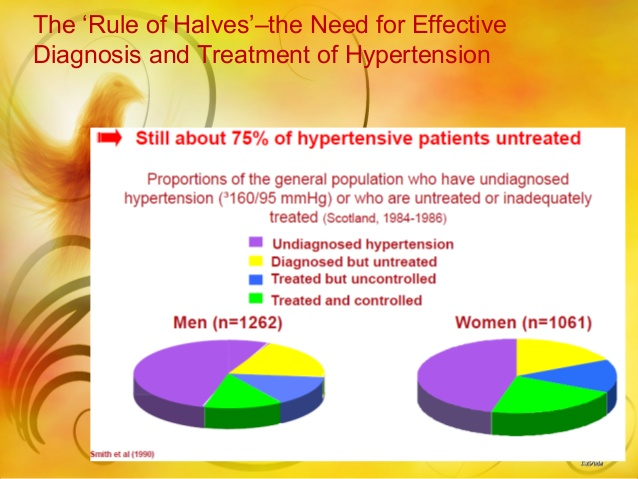 The ‘Rule of Halves’–the Need for Effective
Diagnosis and Treatment of Hypertension
Still about 75% of hypertensive patients untreated
Proportions of the general population who have undiagnosed
hypertension (³160/95 mmHg) or who are untreated or inadequately
treated (Scotland, 1984-1986)
Undiagnosed hypertension
Diagnosed but untreated
Treated but uncontrolled
Treated and controlled
Men (n=1262)
Women (n=1061)
Smith et al (1990)